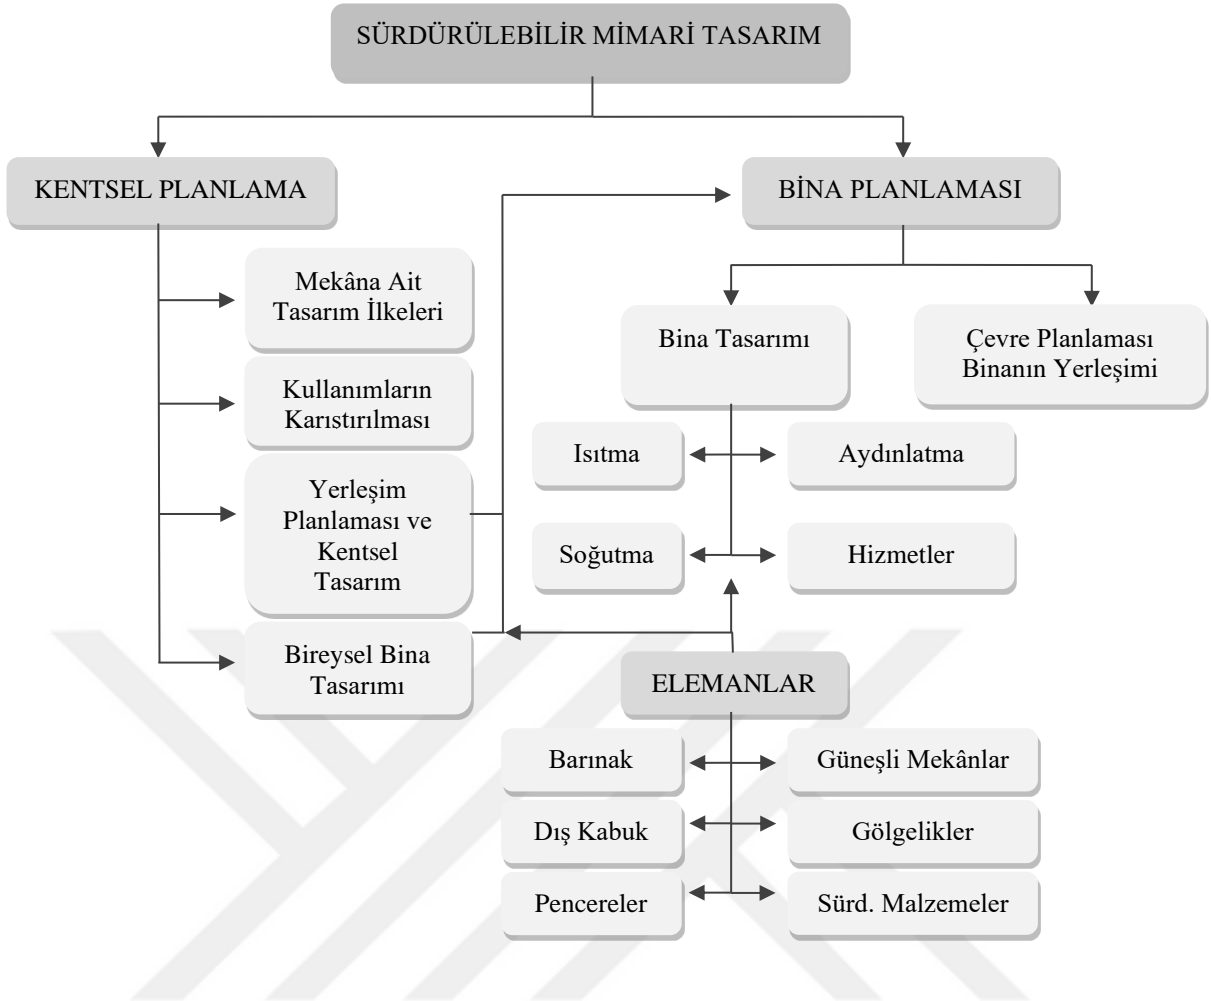 SÜRDÜRÜLEBİLİR MİMARİ TASARIM
KENTSEL PLANLAMA
BİNA PLANLAMASI
Mekâna Ait
Tasarım İlkeleri
Kullanımların
Karıstırılması
Yerleşim
Planlaması ve
Kentsel
Tasarım
Bireysel Bina
Tasarımı
Bina Tasarımı
Çevre Planlaması
Binanın Yerleşimi
Isıtma
Aydınlatma
Soğutma
Hizmetler
ELEMANLAR
Barınak
Güneşli Mekânlar
Dış Kabuk
Gölgelikler
Pencereler
Sürd. Malzemeler